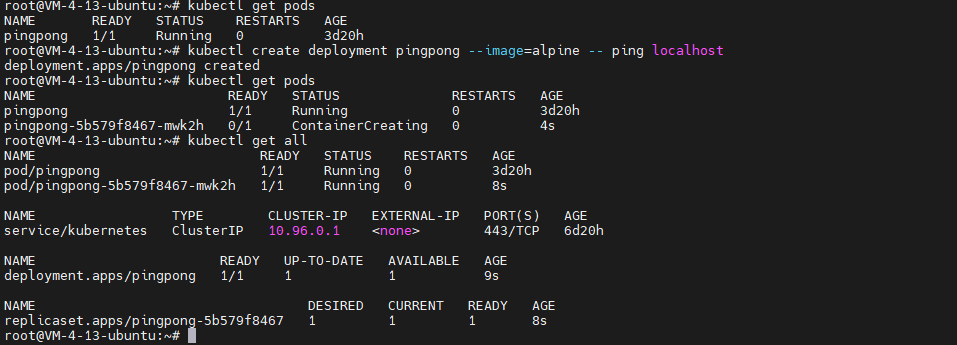 root@VM-4-13-ubuntu:~# kubectl get pods
NAME READY STATUS RESTARTS AGE
pingpong 1/1 Running 0 3d20h
root@VM-4-13-ubuntu:~# kubectl create deployment pingpong --image=alpine -- ping localhost
deployment.apps/pingpong created
root@VM-4-13-ubuntu:~# kubectl get pods
NAME READY STATUS RESTARTS AGE
pingpong 1/1 Running 0 3d20h
pingpong-5b579f8467-mwk2h 0/1 ContainerCreating 0 4s
root@VM-4-13-ubuntu:~# kubectl get all
NAME READY STATUS RESTARTS AGE
pod/pingpong 1/1 Running 0 3d20h
pod/pingpong-5b579f8467-mwk2h 1/1 Running 0 8s
NAME TYPE CLUSTER-IP EXTERNAL-IP PORT(S) AGE
service/kubernetes ClusterIP 10.96.0.1 <none> 443/TCP 6d20h
NAME READY UP-TO-DATE AVAILABLE AGE
deployment.apps/pingpong 1/1 1 1 9s
NAME DESIRED CURRENT READY AGE
replicaset.apps/pingpong-5b579f8467 1 1 1 8s
root@VM-4-13-ubuntu:~#